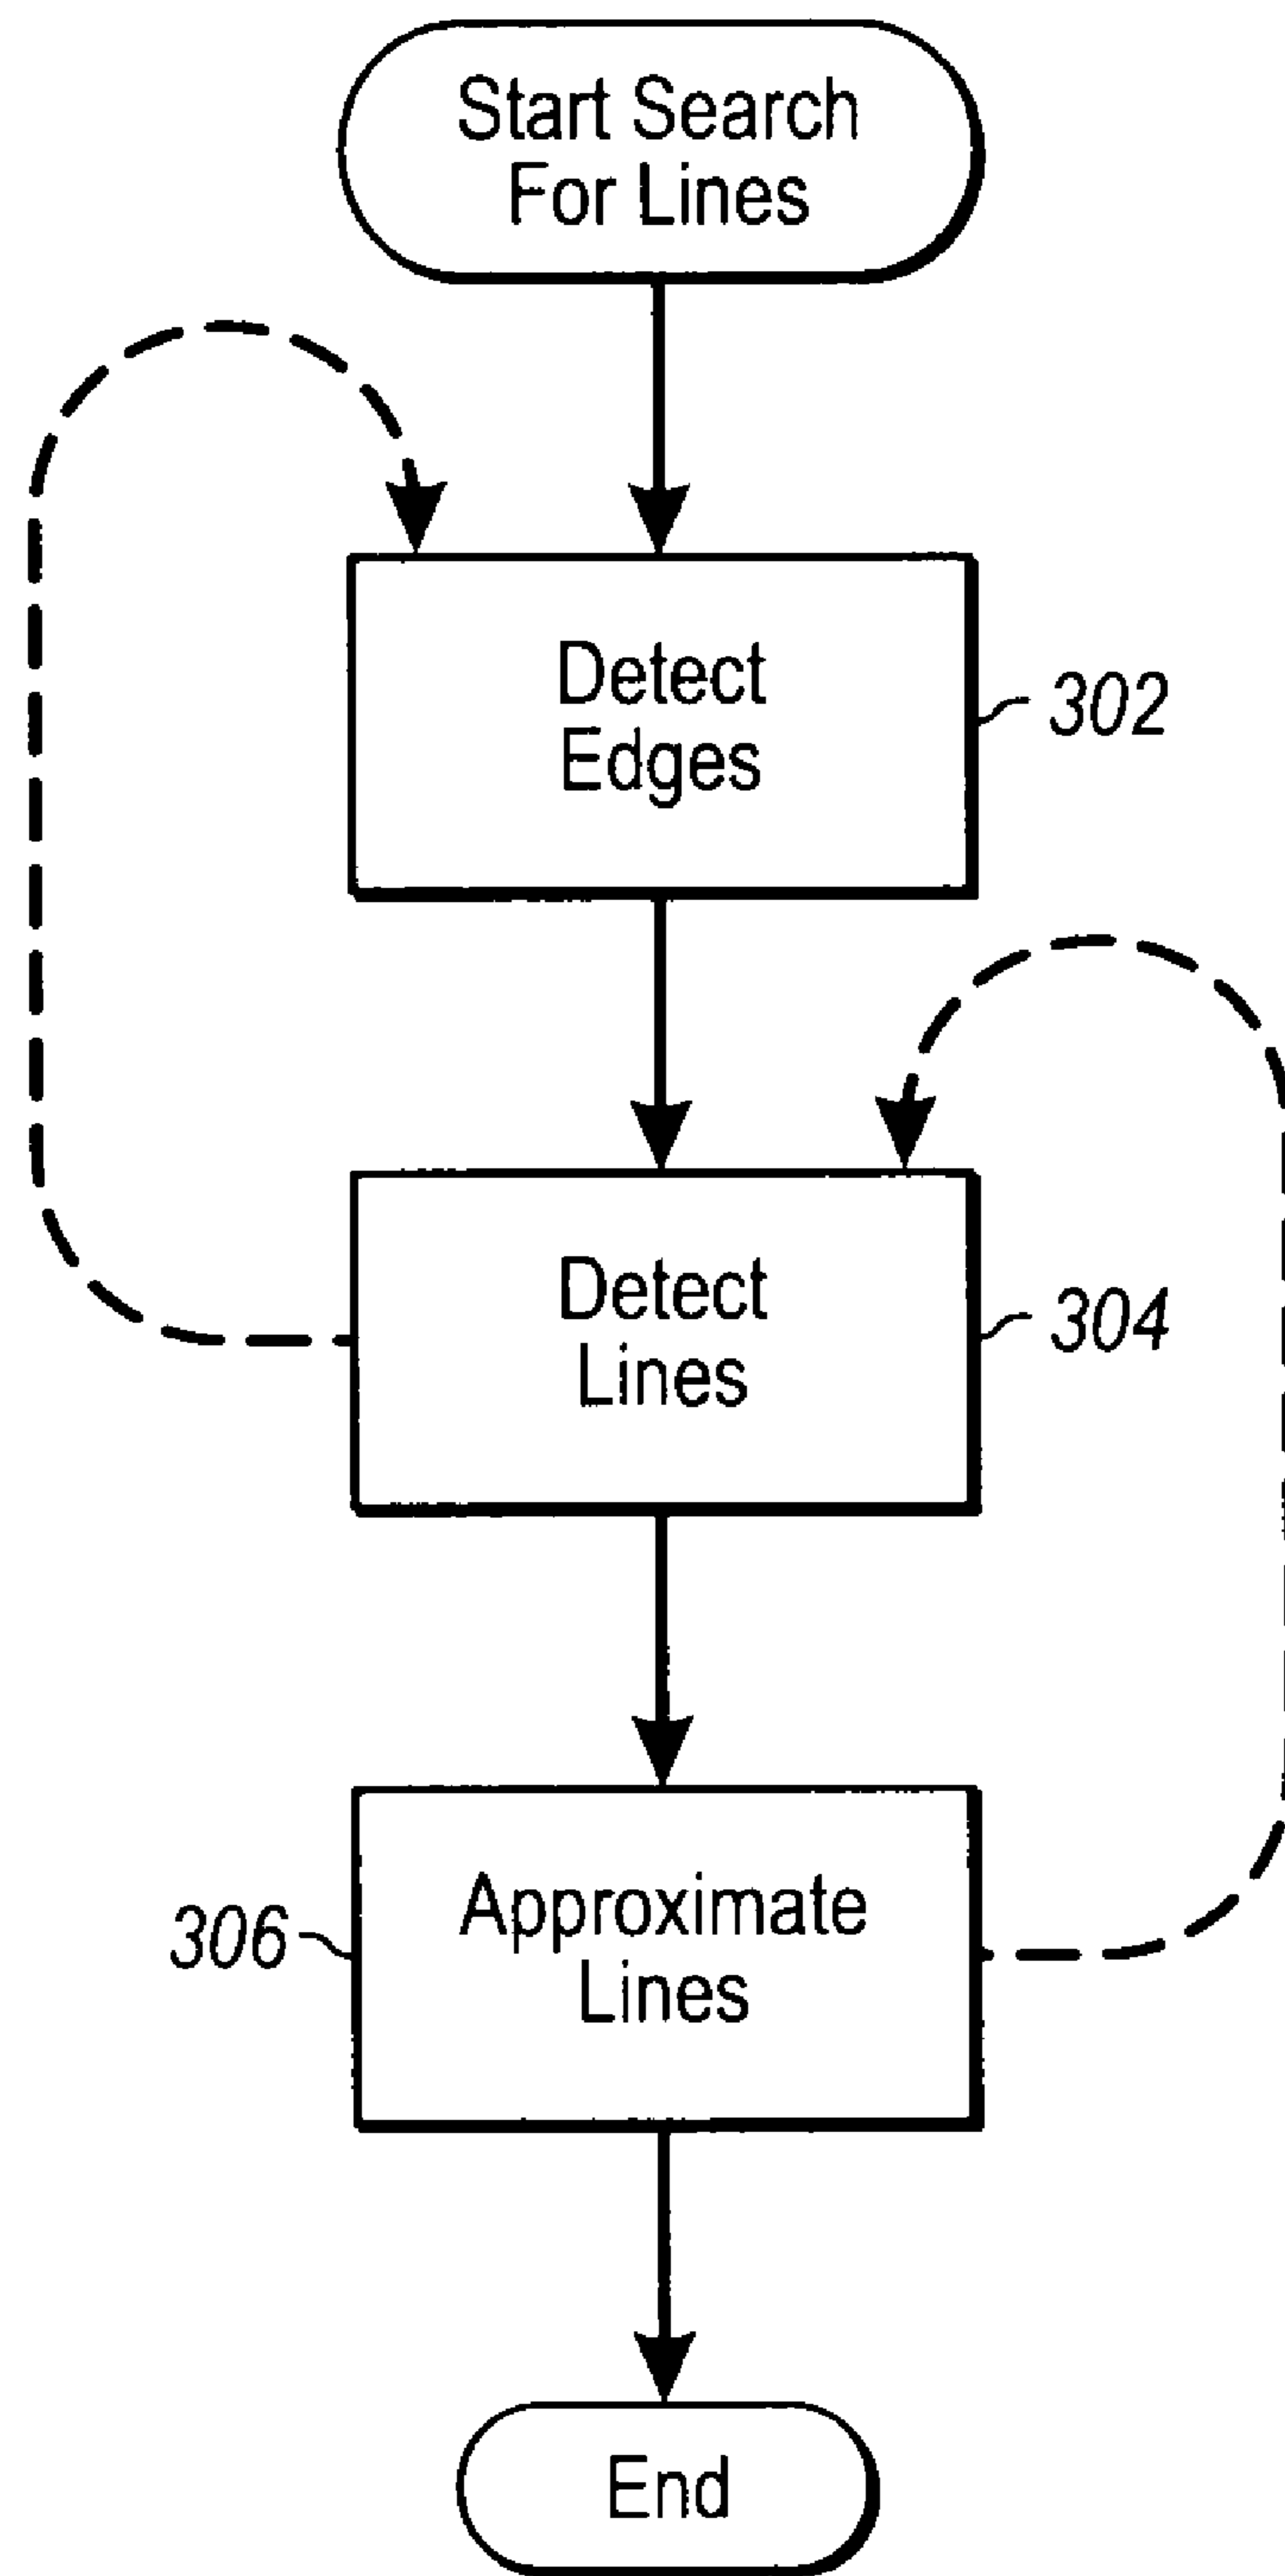 Start Search
For Lines
Detect
Edges
302
Detect
Lines
304
306
Approximate
Lines
End